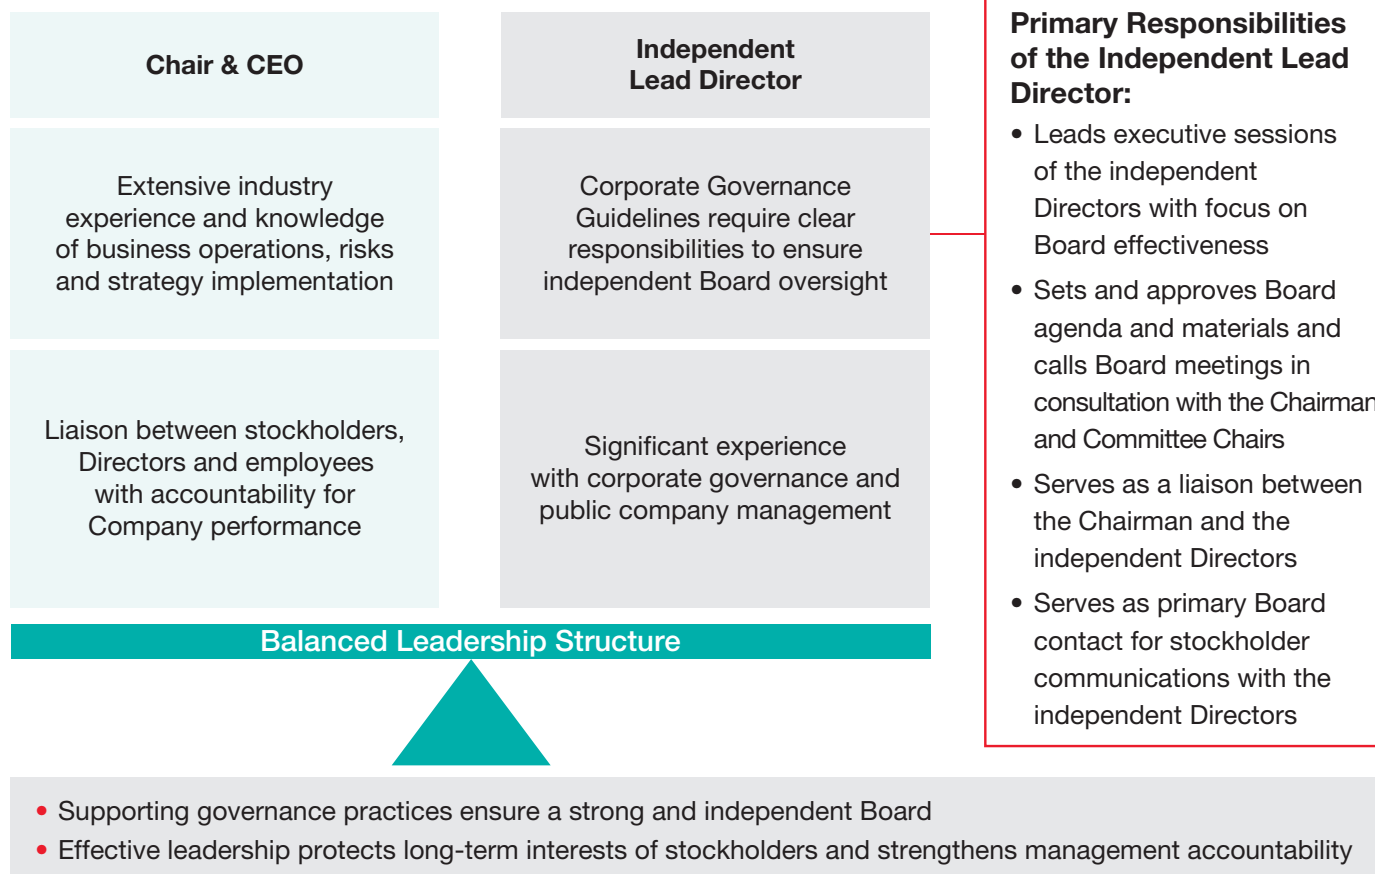 Chair & CEO
Independent
Lead Director
Extensive industry
experience and knowledge
of business operations, risks
and strategy implementation
Corporate Governance
Guidelines require clear
responsibilities to ensure
independent Board oversight
Liaison between stockholders,
Directors and employees
with accountability for
Company performance
Significant experience
with corporate governance and
public company management
Balanced Leadership Structure
Primary Responsibilities
of the Independent Lead
Director:
• Leads executive sessions
of the independent
Directors with focus on
Board effectiveness
• Sets and approves Board
agenda and materials and
calls Board meetings in
consultation with the Chairman
and Committee Chairs
• Serves as a liaison between
the Chairman and the
independent Directors
• Serves as primary Board
contact for stockholder
communications with the
independent Directors
• Supporting governance practices ensure a strong and independent Board
• Effective leadership protects long-term interests of stockholders and strengthens management accountability